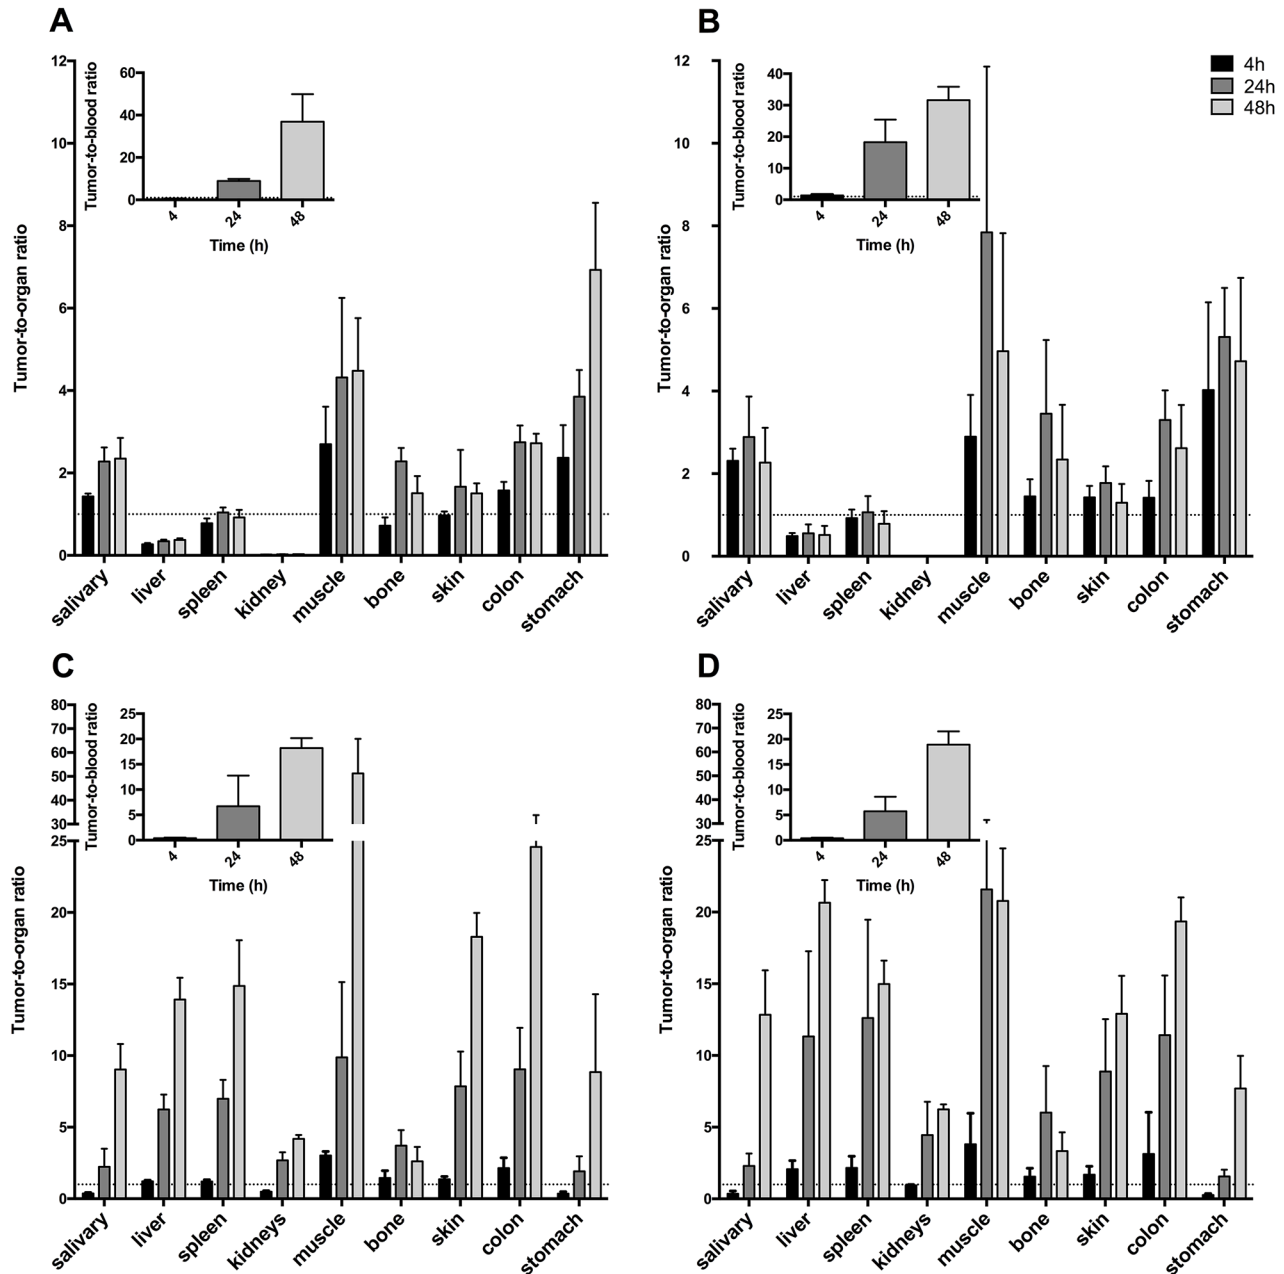 A
Tumor-to-organ ratio
12
10
8
6
4
2
0
Tumor-to-blood ratio
60
40
20
0
4 24 48
Time (h)
salivary liver spleen kidney muscle bone skin colon stomach
B
4h
24h
48h
Tumor-to-organ ratio
12
10
8
6
4
2
0
Tumor-to-blood ratio
40
30
20
10
0
4 24 48
Time (h)
salivary liver spleen kidney muscle bone skin colon stomach
C
Tumor-to-organ ratio
80
70
60
50
40
30
25
20
15
10
5
0
Tumor-to-blood ratio
25
20
15
10
5
0
4 24 48
Time (h)
salivary liver spleen kidneys muscle bone skin colon stomach
D
Tumor-to-organ ratio
80
70
60
50
40
30
25
20
15
10
5
0
Tumor-to-blood ratio
25
20
15
10
5
0
4 24 48
Time (h)
salivary liver spleen kidneys muscle bone skin colon stomach